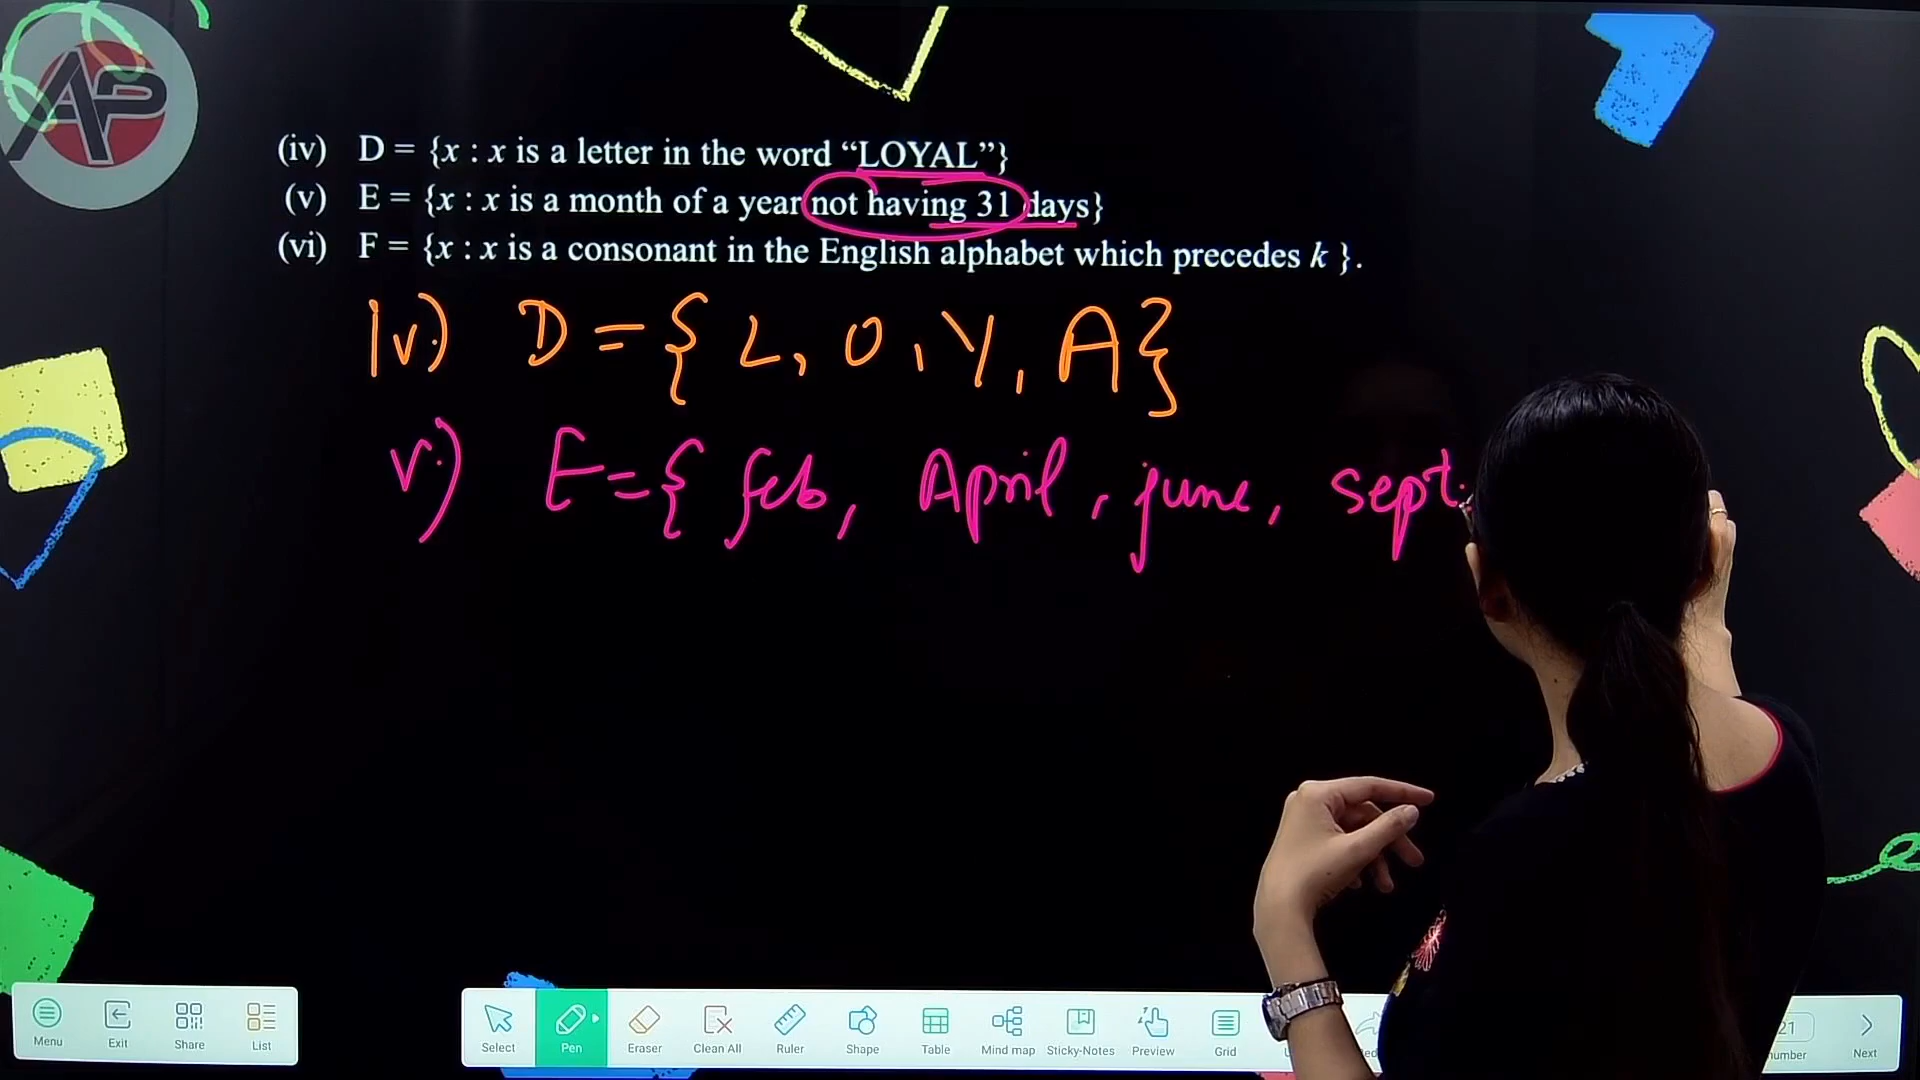 AP
(iv) D = {x : x is a letter in the word “LOYAL”}
(v) E = {x : x is a month of a year not having 31 days}
(vi) F = {x : x is a consonant in the English alphabet which precedes k }.
iv) D = { L, O, Y, A}
v) E = { feb, April, june, sept.
Menu Exit Share List
Select Pen Eraser Clean All Ruler Shape Table Mind map Sticky-Notes Preview Grid
21
Next